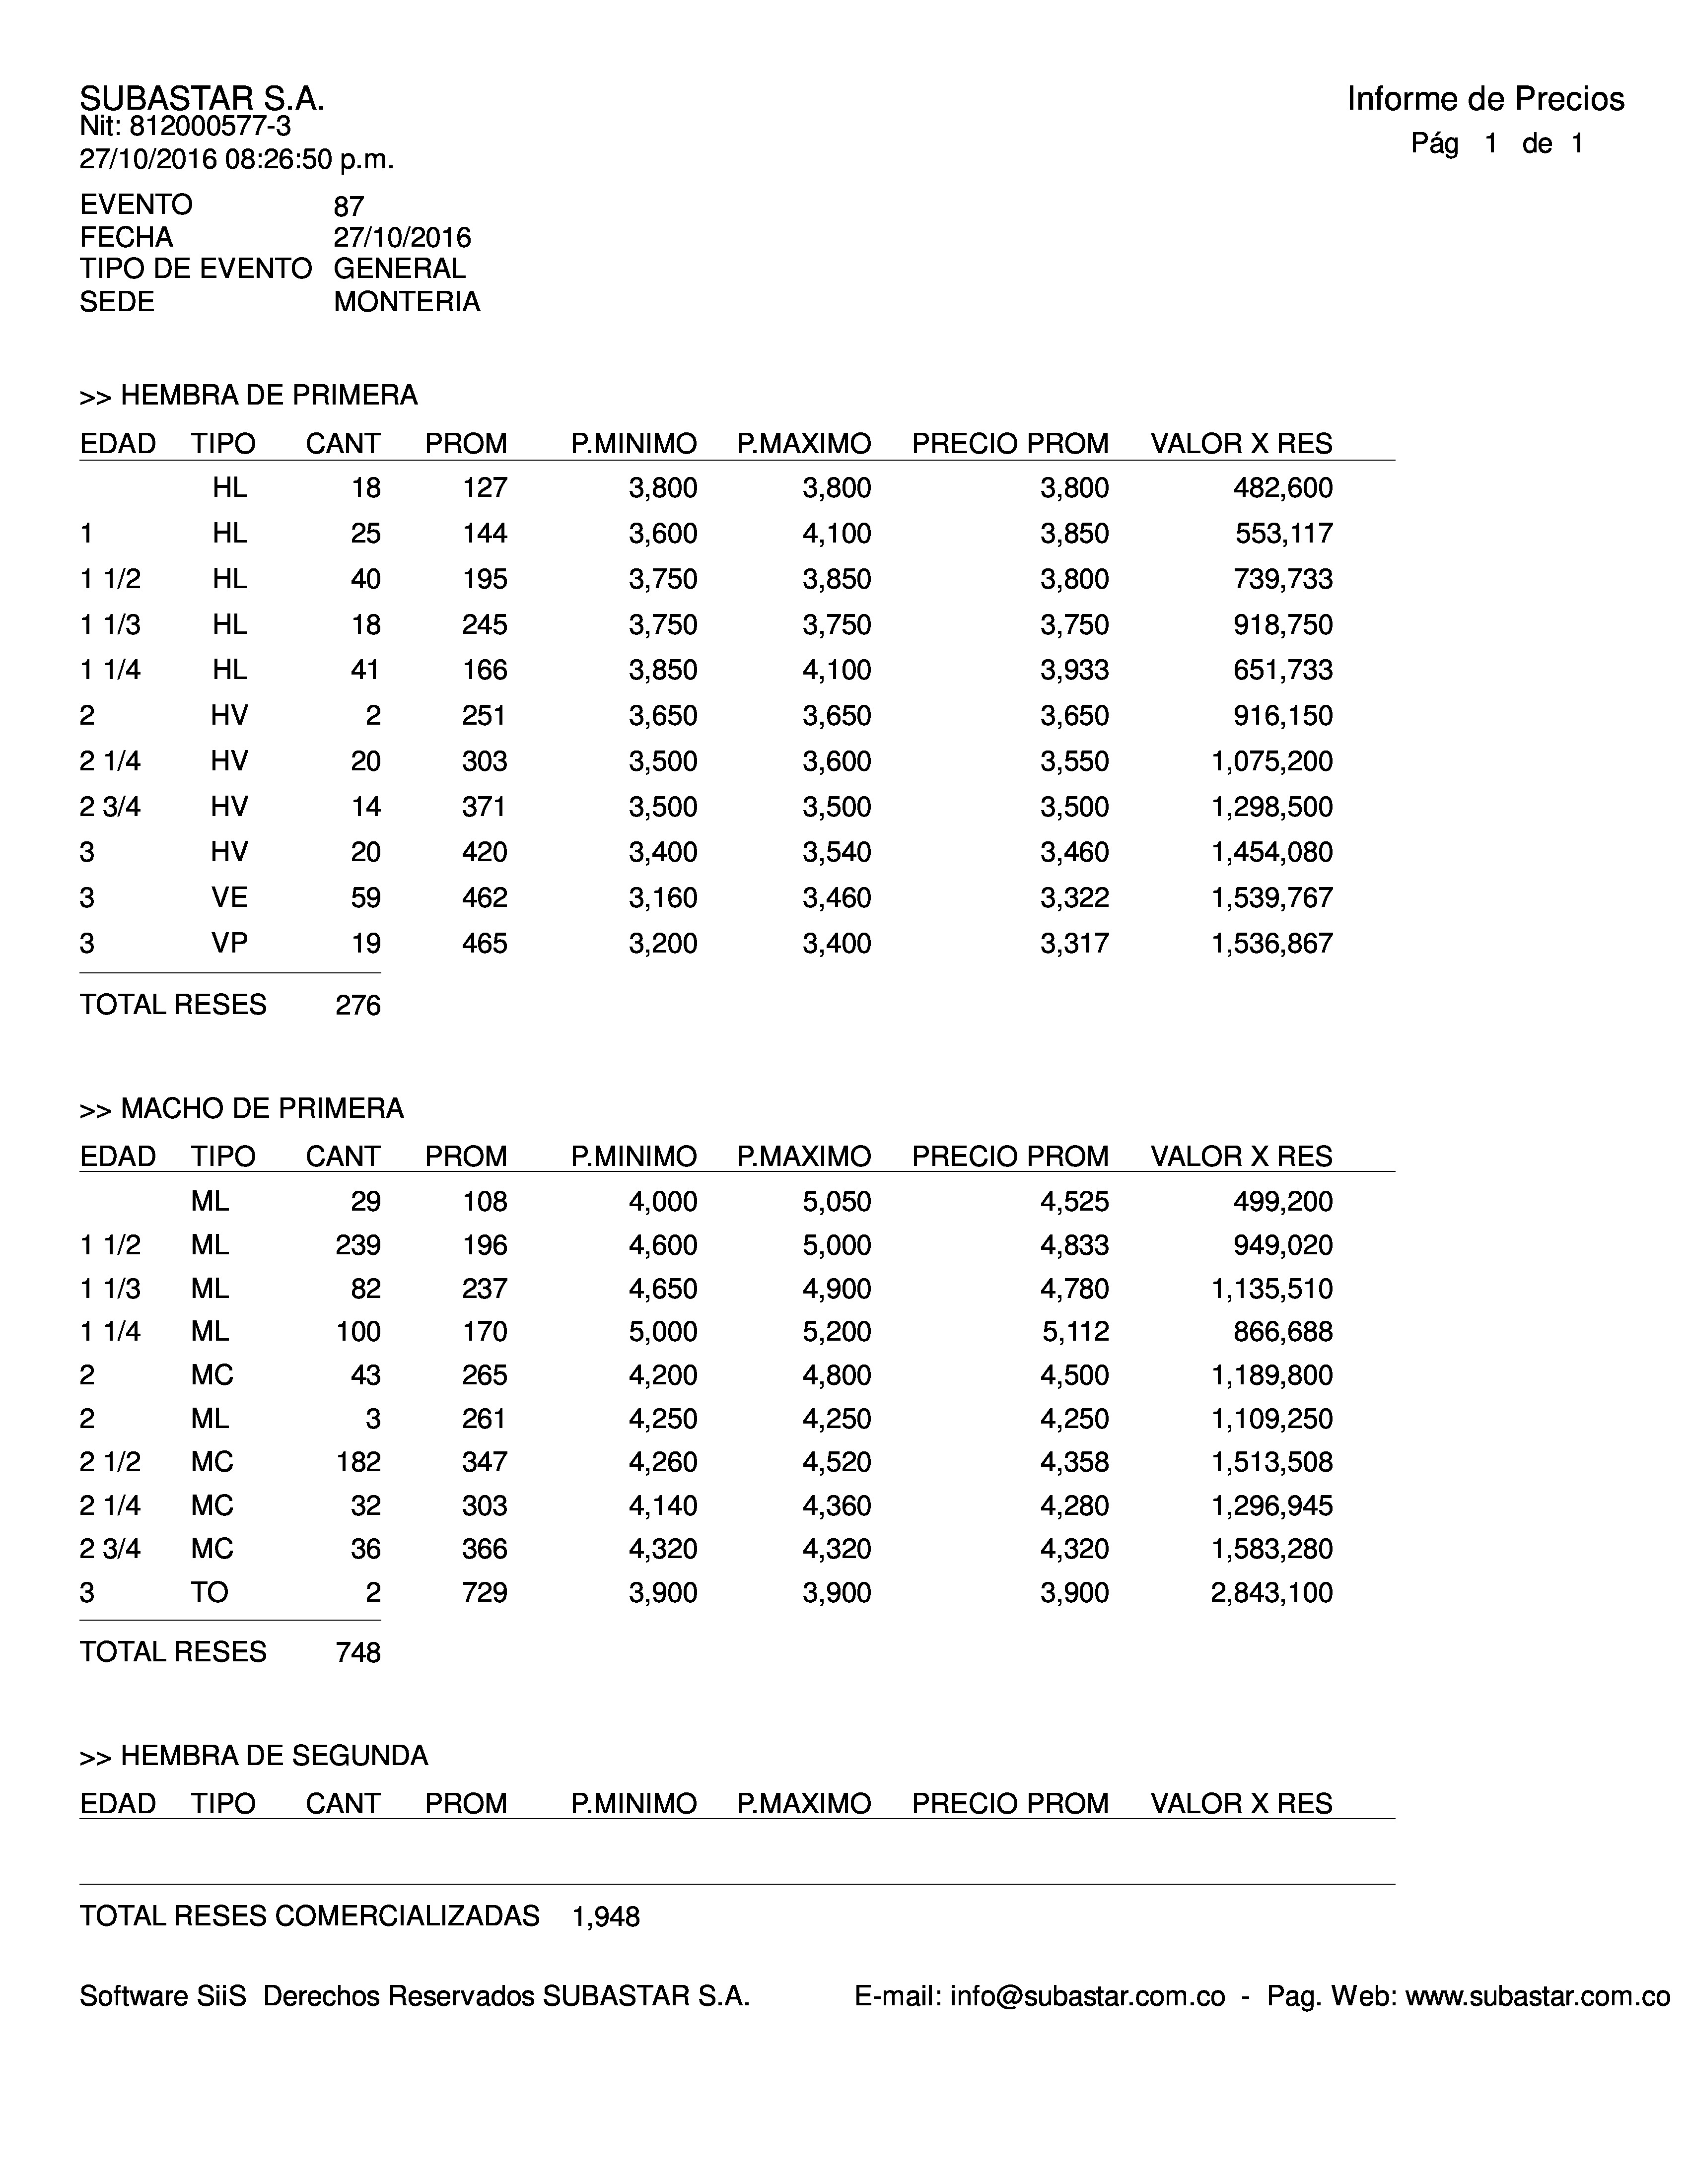 SUBASTAR S.A.
Informe de Precios
Nit: 812000577-3
Pág 1 de 1
27/10/2016 08:26:50 p.m.
EVENTO 87
FECHA 27/10/2016
TIPO DE EVENTO GENERAL
SEDE MONTERIA
>> HEMBRA DE PRIMERA
EDAD TIPO CANT PROM P.MINIMO P.MAXIMO PRECIO PROM VALOR X RES
HL 18 127 3,800 3,800 3,800 482,600
1 HL 25 144 3,600 4,100 3,850 553,117
1 1/2 HL 40 195 3,750 3,850 3,800 739,733
1 1/3 HL 18 245 3,750 3,750 3,750 918,750
1 1/4 HL 41 166 3,850 4,100 3,933 651,733
2 HV 2 251 3,650 3,650 3,650 916,150
2 1/4 HV 20 303 3,500 3,600 3,550 1,075,200
2 3/4 HV 14 371 3,500 3,500 3,500 1,298,500
3 HV 20 420 3,400 3,540 3,460 1,454,080
3 VE 59 462 3,160 3,460 3,322 1,539,767
3 VP 19 465 3,200 3,400 3,317 1,536,867
TOTAL RESES 276
>> MACHO DE PRIMERA
EDAD TIPO CANT PROM P.MINIMO P.MAXIMO PRECIO PROM VALOR X RES
ML 29 108 4,000 5,050 4,525 499,200
1 1/2 ML 239 196 4,600 5,000 4,833 949,020
1 1/3 ML 82 237 4,650 4,900 4,780 1,135,510
1 1/4 ML 100 170 5,000 5,200 5,112 866,688
2 MC 43 265 4,200 4,800 4,500 1,189,800
2 ML 3 261 4,250 4,250 4,250 1,109,250
2 1/2 MC 182 347 4,260 4,520 4,358 1,513,508
2 1/4 MC 32 303 4,140 4,360 4,280 1,296,945
2 3/4 MC 36 366 4,320 4,320 4,320 1,583,280
3 TO 2 729 3,900 3,900 3,900 2,843,100
TOTAL RESES 748
>> HEMBRA DE SEGUNDA
EDAD TIPO CANT PROM P.MINIMO P.MAXIMO PRECIO PROM VALOR X RES
TOTAL RESES COMERCIALIZADAS 1,948
Software SiiS Derechos Reservados SUBASTAR S.A. E-mail: info@subastar.com.co - Pag. Web: www.subastar.com.co